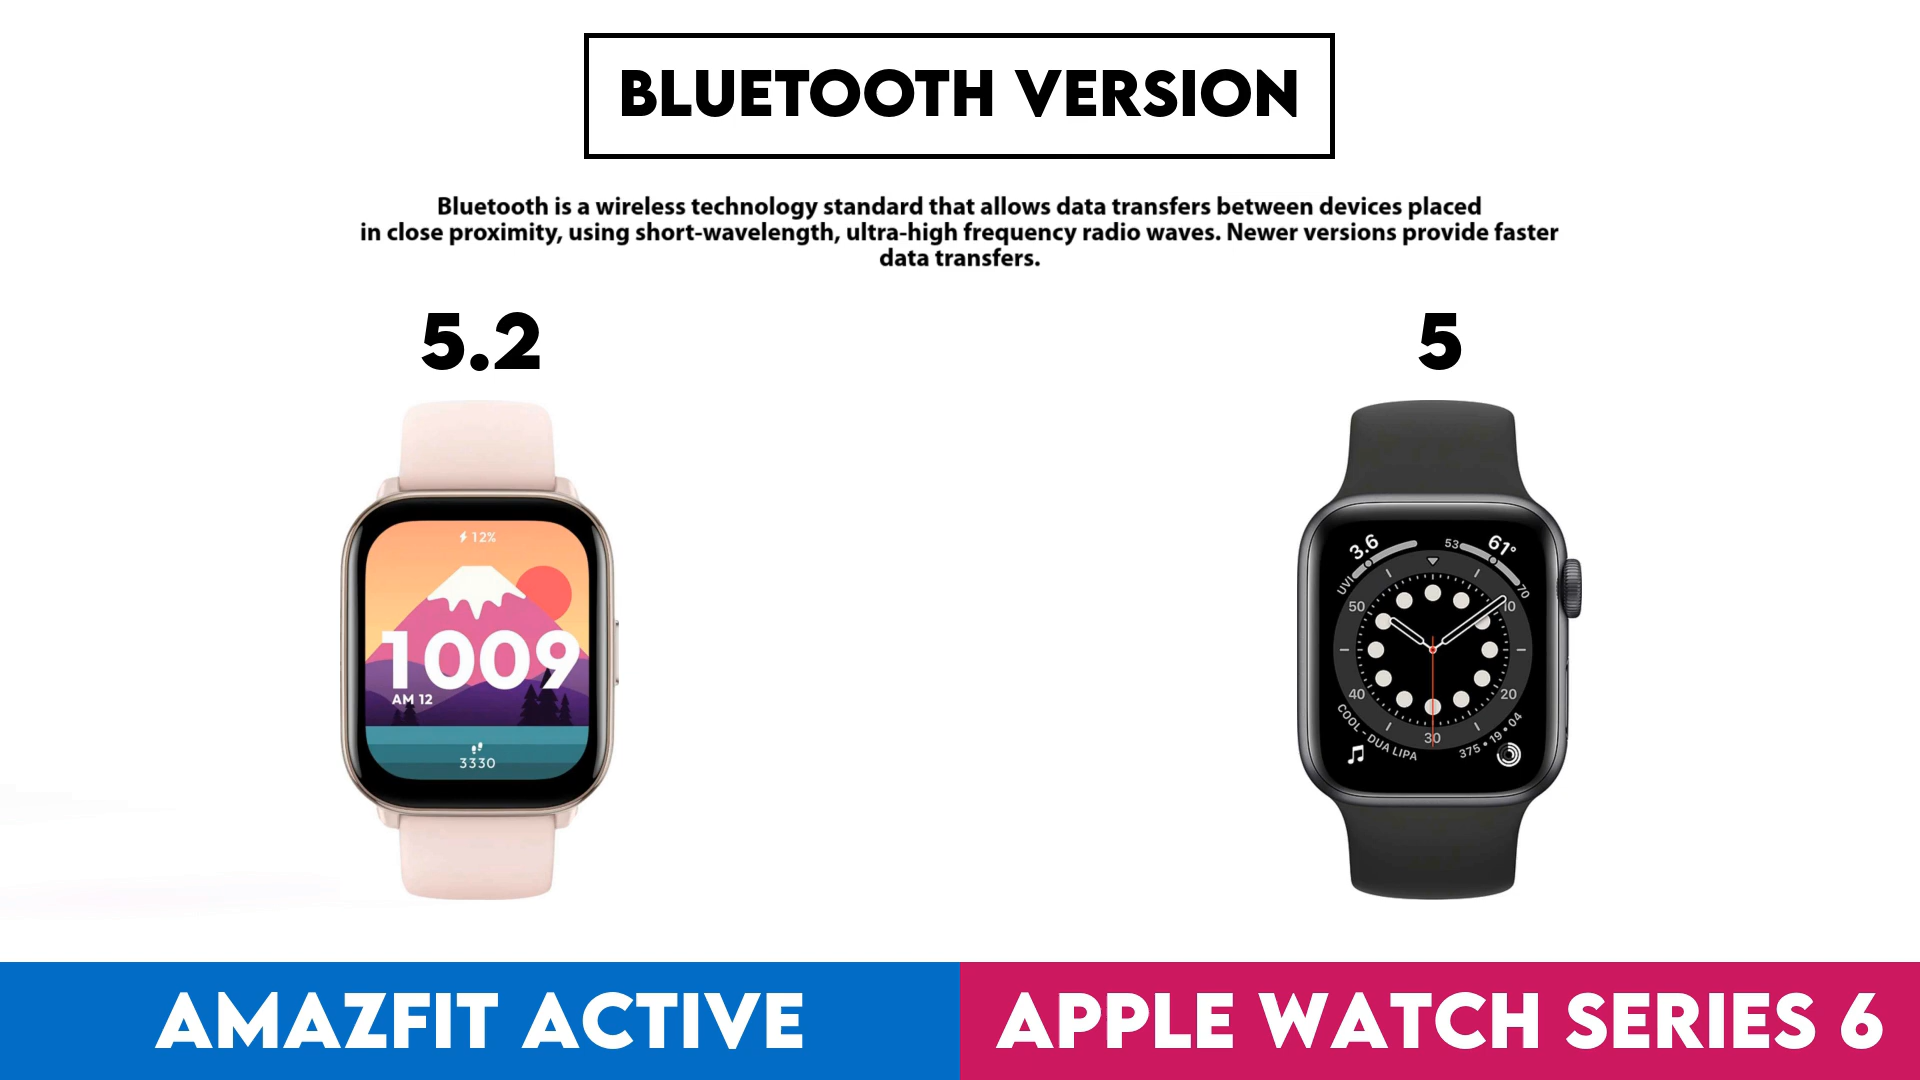 BLUETOOTH VERSION
Bluetooth is a wireless technology standard that allows data transfers between devices placed
in close proximity, using short-wavelength, ultra-high frequency radio waves. Newer versions provide faster
data transfers.
5.2
5
12%
1009
AM 12
3330
3.6
53
61°
UVI
70
50
10
40
20
30
COOL - DUA LIPA
375 • 19 • 04
AMAZFIT ACTIVE
APPLE WATCH SERIES 6